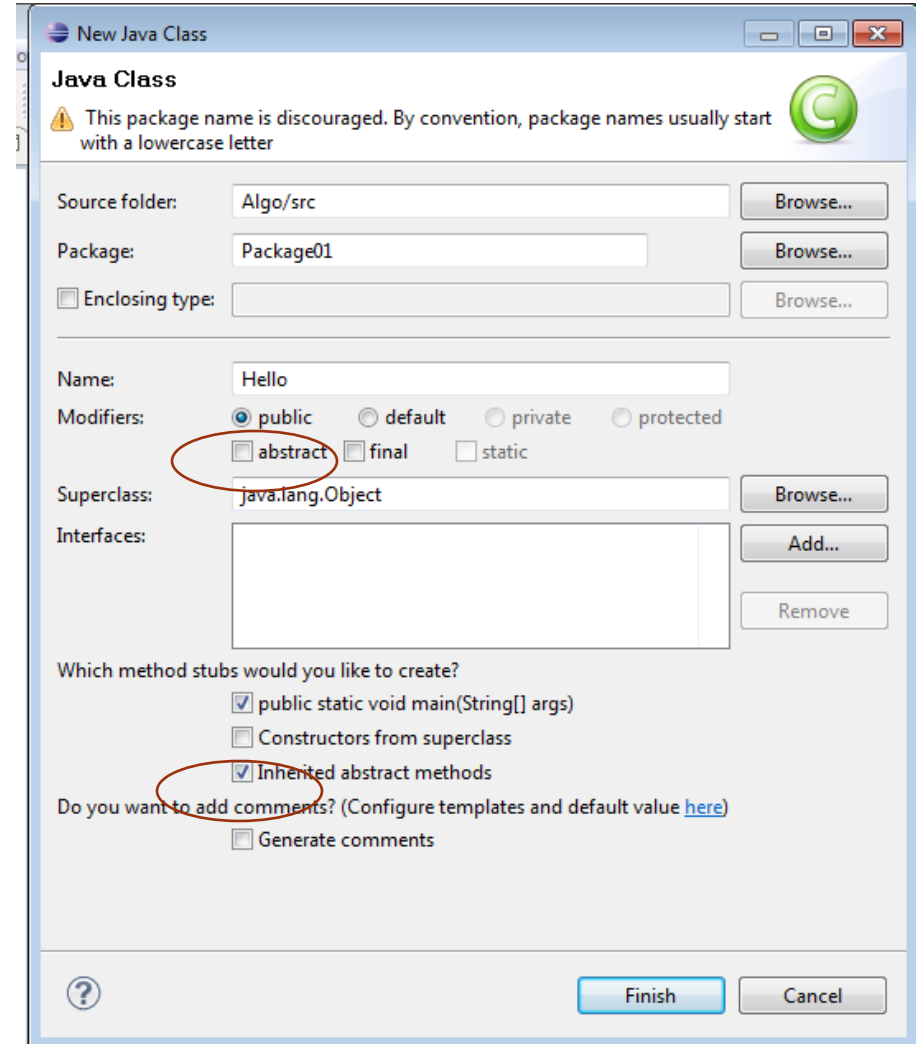 New Java Class
Java Class
This package name is discouraged. By convention, package names usually start
with a lowercase letter
Source folder: Algo/src Browse...
Package: Package01 Browse...
Enclosing type: Browse...
Name: Hello
Modifiers: public default private protected
abstract final static
Superclass: java.lang.Object Browse...
Interfaces: Add...
Remove
Which method stubs would you like to create?
public static void main(String[] args)
Constructors from superclass
Inherited abstract methods
Do you want to add comments? (Configure templates and default value here)
Generate comments
? Finish Cancel